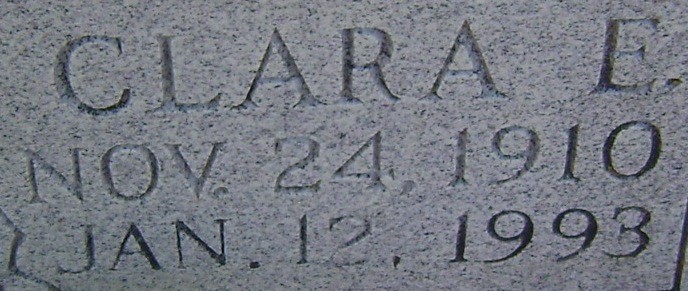 CLARA E.
NOV. 24, 1910
JAN. 12, 1993